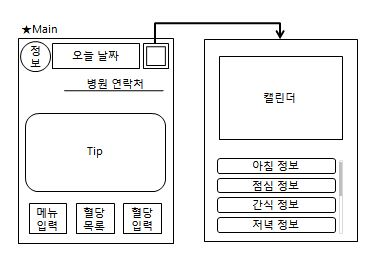 ★Main
정
보
오늘 날짜
병원 연락처
Tip
메뉴
입력
혈당
목록
혈당
입력
캘린더
아침 정보
점심 정보
간식 정보
저녁 정보